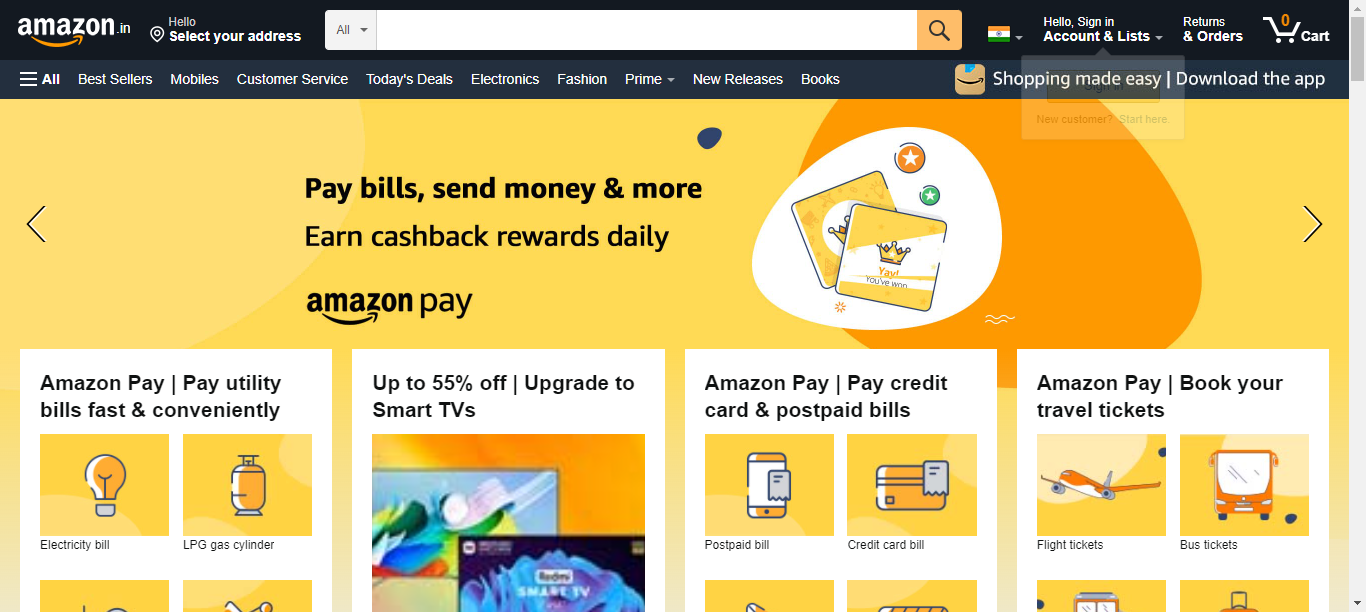 amazon.in
Hello
Select your address
All
Hello, Sign in
Account & Lists
Returns
& Orders
0
Cart
All
Best Sellers
Mobiles
Customer Service
Today's Deals
Electronics
Fashion
Prime
New Releases
Books
Shopping made easy | Download the app
Sign in
New customer? Start here.
Pay bills, send money & more
Earn cashback rewards daily
amazon pay
Yay!
You've won
Amazon Pay | Pay utility
bills fast & conveniently
Electricity bill
LPG gas cylinder
Up to 55% off | Upgrade to
Smart TVs
Redmi
SMART TV
Amazon Pay | Pay credit
card & postpaid bills
Postpaid bill
Credit card bill
Amazon Pay | Book your
travel tickets
Flight tickets
Bus tickets